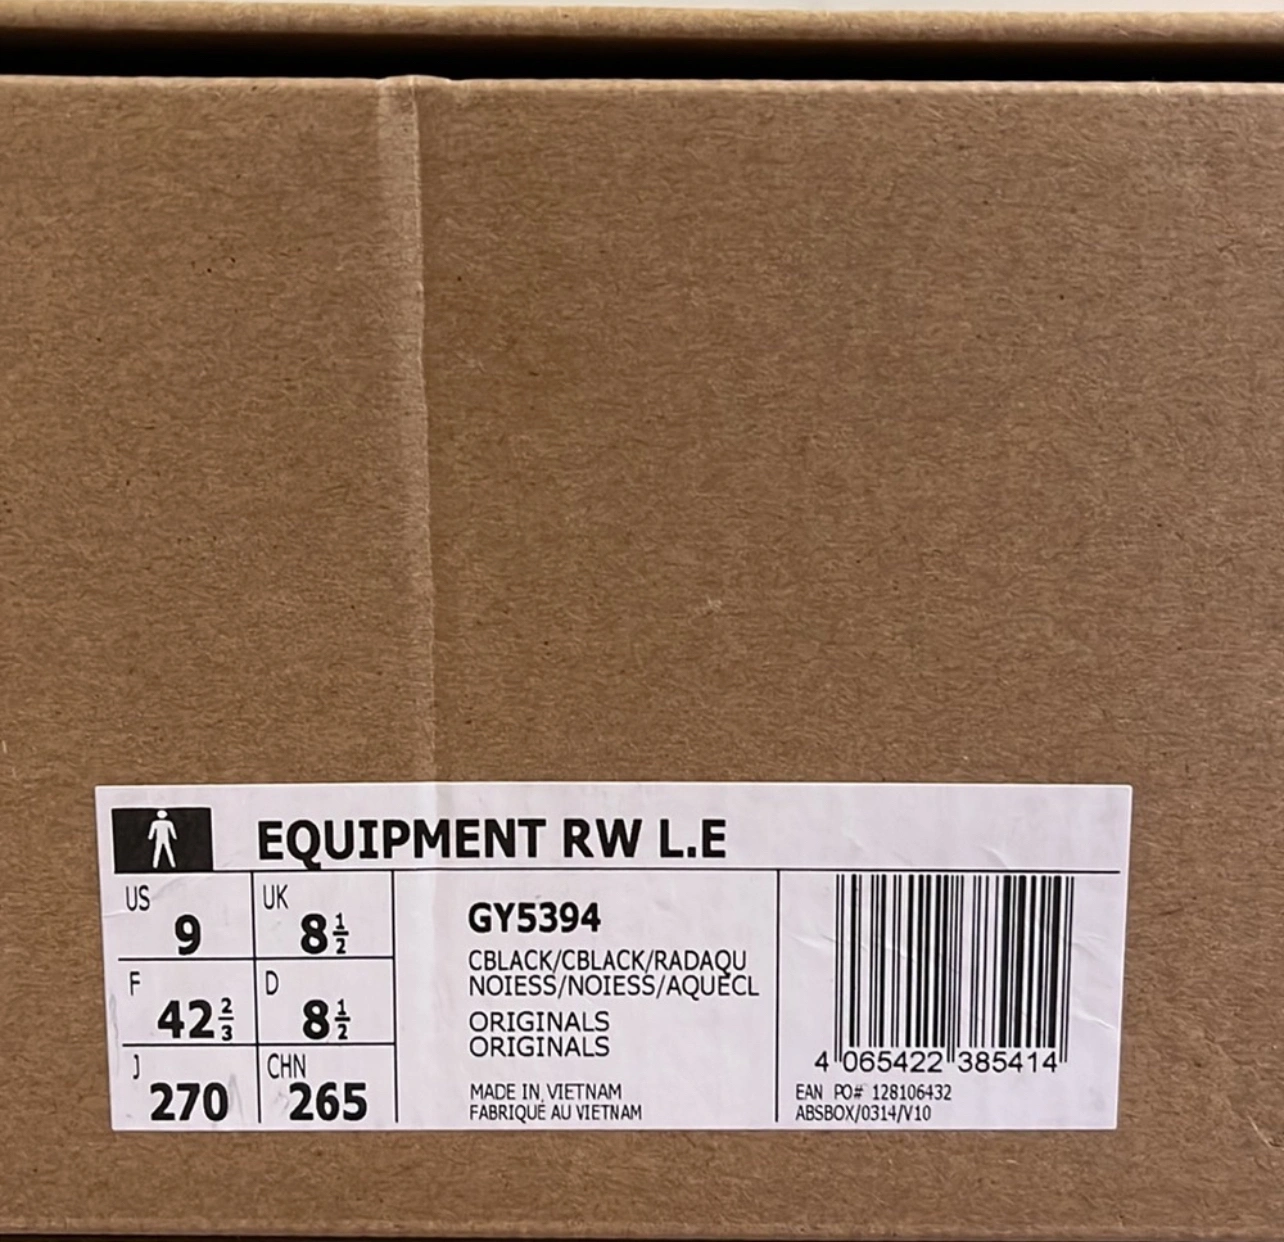 EQUIPMENT RW L.E
US 9 UK 8½
F 42⅔ D 8½
J 270 CHN 265
GY5394
CBLACK/CBLACK/RADAQU
NOIESS/NOIESS/AQUECL
ORIGINALS
ORIGINALS
MADE IN VIETNAM
FABRIQUÉ AU VIETNAM
4 065422 385414
EAN PO# 128106432
ABSBOX/0314/V10